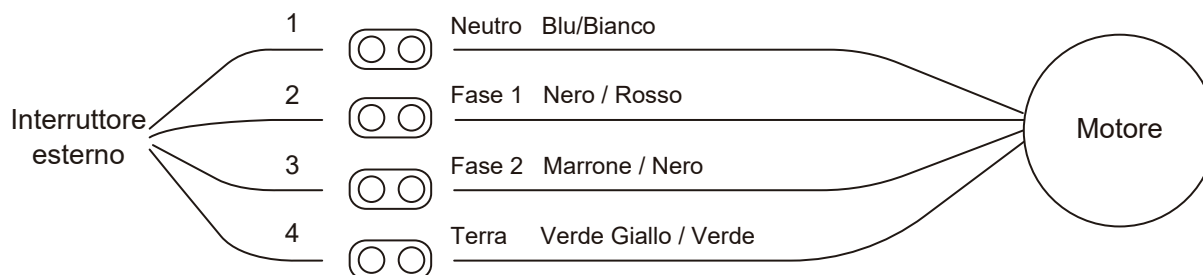 1 Neutro Blu/Bianco
2 Fase 1 Nero / Rosso
Interruttore
esterno
Motore
3 Fase 2 Marrone / Nero
4 Terra Verde Giallo / Verde